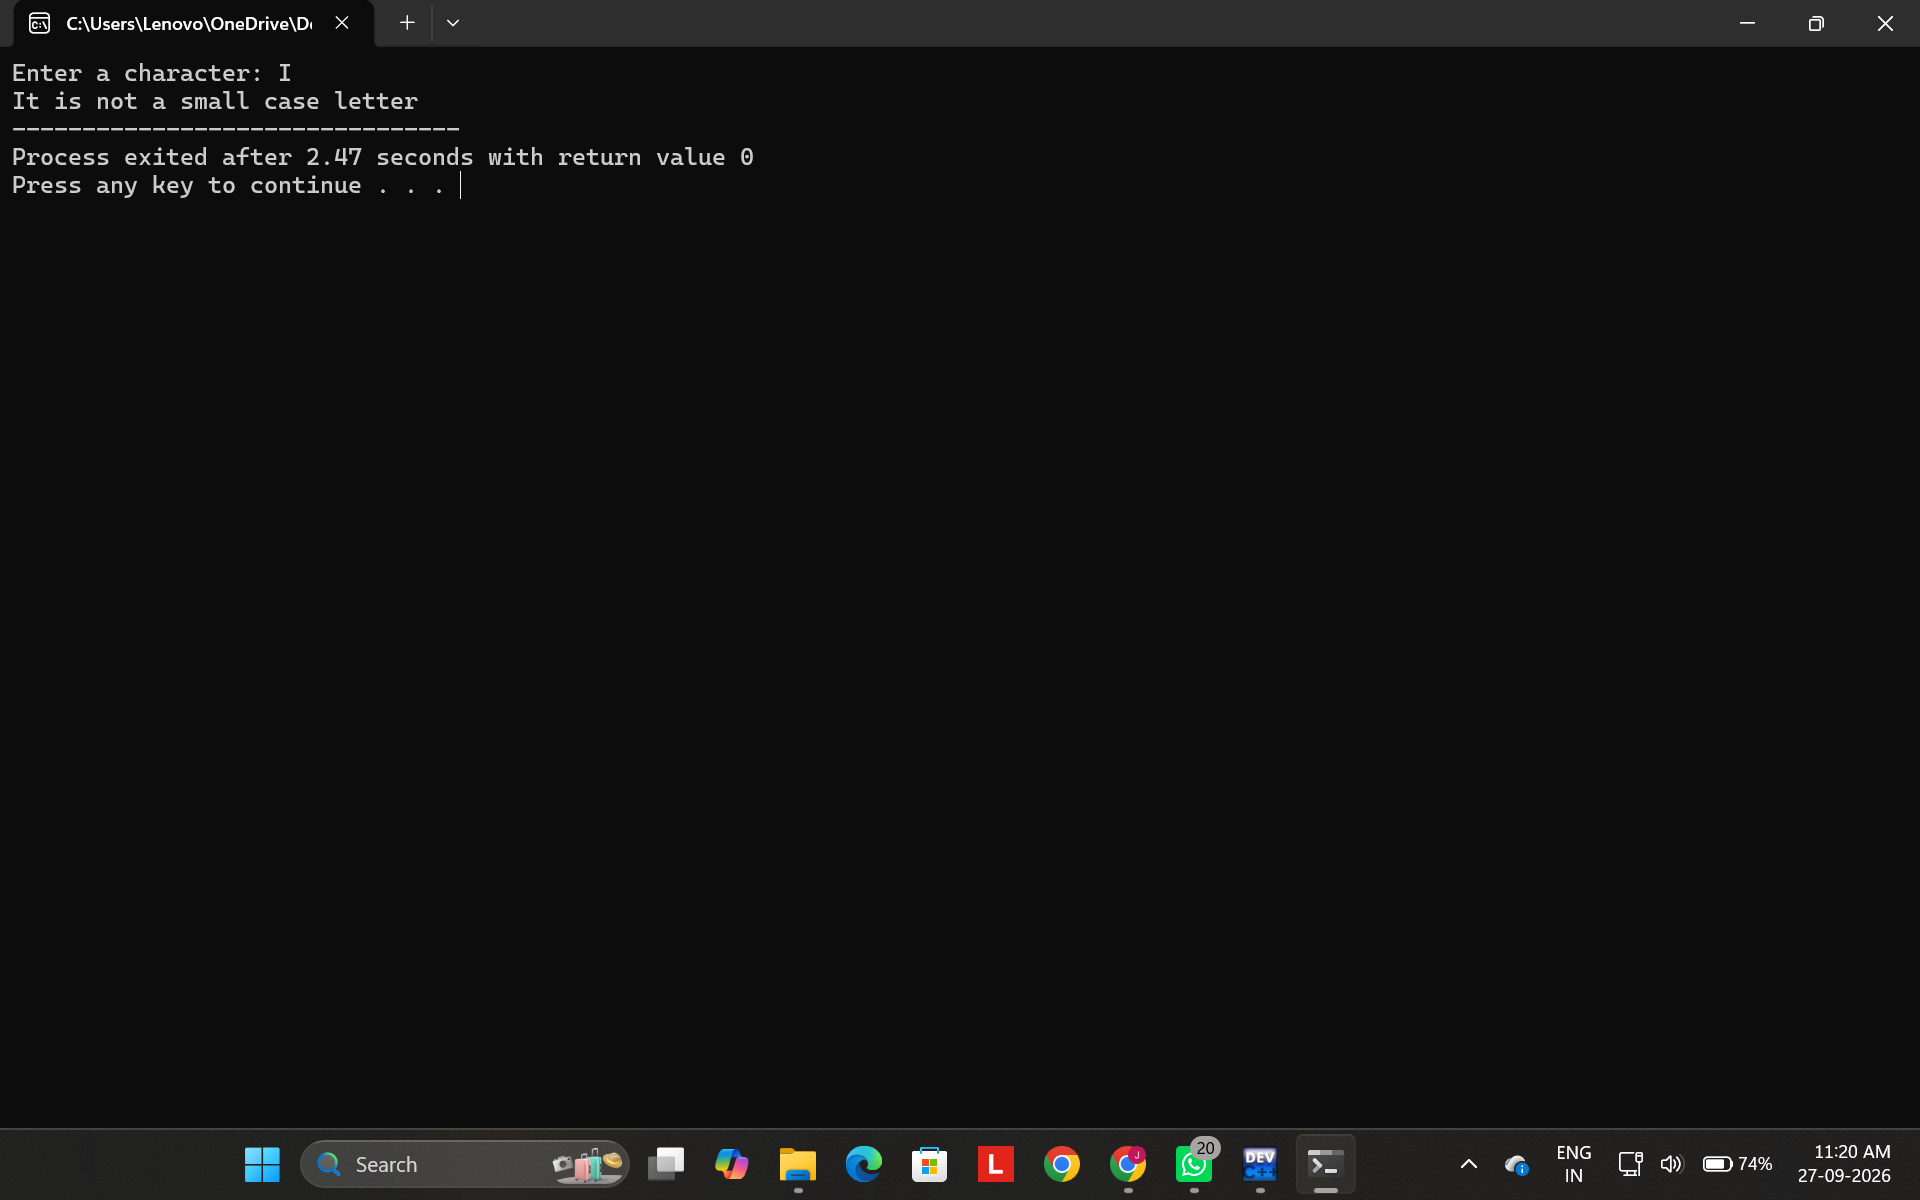 C:\Users\Lenovo\OneDrive\De
Enter a character: I
It is not a small case letter
--------------------------------
Process exited after 2.47 seconds with return value 0
Press any key to continue . . .
Search
L
J
20
DEV
C++
ENG
IN
74%
11:20 AM
27-09-2026